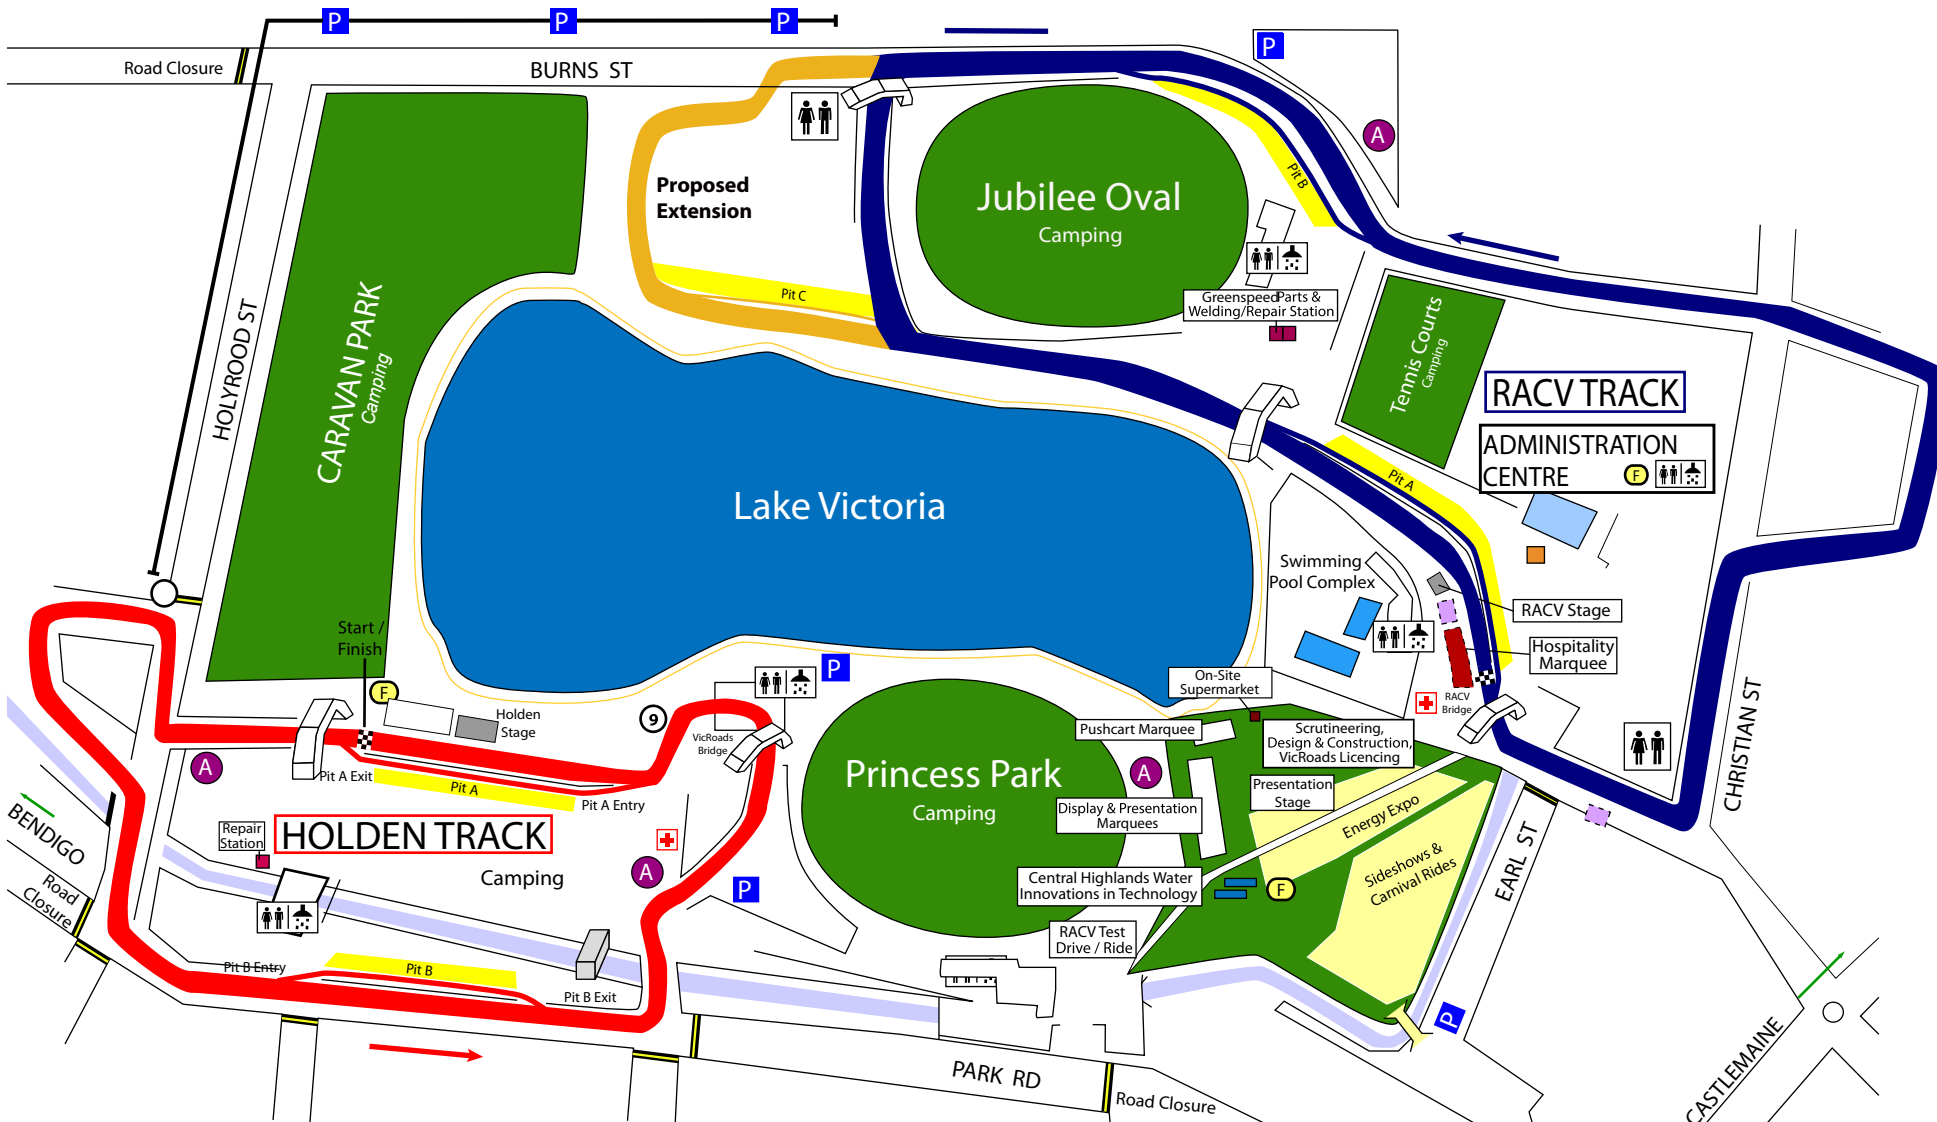 P
P
P
P
Road Closure
BURNS ST
A
Pit B
Proposed
Extension
Jubilee Oval
Camping
Pit C
Greenspeed Parts &
Welding/Repair Station
HOLYROOD ST
CARAVAN PARK
Camping
Tennis Courts
Camping
RACV TRACK
ADMINISTRATION
CENTRE
F
Pit A
Lake Victoria
Swimming
Pool Complex
RACV Stage
Hospitality
Marquee
Start /
Finish
F
Holden
Stage
9
VicRoads
Bridge
P
On-Site
Supermarket
RACV
Bridge
Pushcart Marquee
Scrutineering,
Design & Construction,
VicRoads Licencing
A
Pit A Exit
Pit A
Pit A Entry
Princess Park
Camping
A
Presentation
Stage
Display & Presentation
Marquees
Energy Expo
CHRISTIAN ST
BENDIGO
Repair
Station
HOLDEN TRACK
Camping
A
P
Central Highlands Water
Innovations in Technology
F
Sideshows &
Carnival Rides
EARL ST
Road
Closure
RACV Test
Drive / Ride
Pit B Entry
Pit B
Pit B Exit
P
PARK RD
Road Closure
CASTLEMAINE